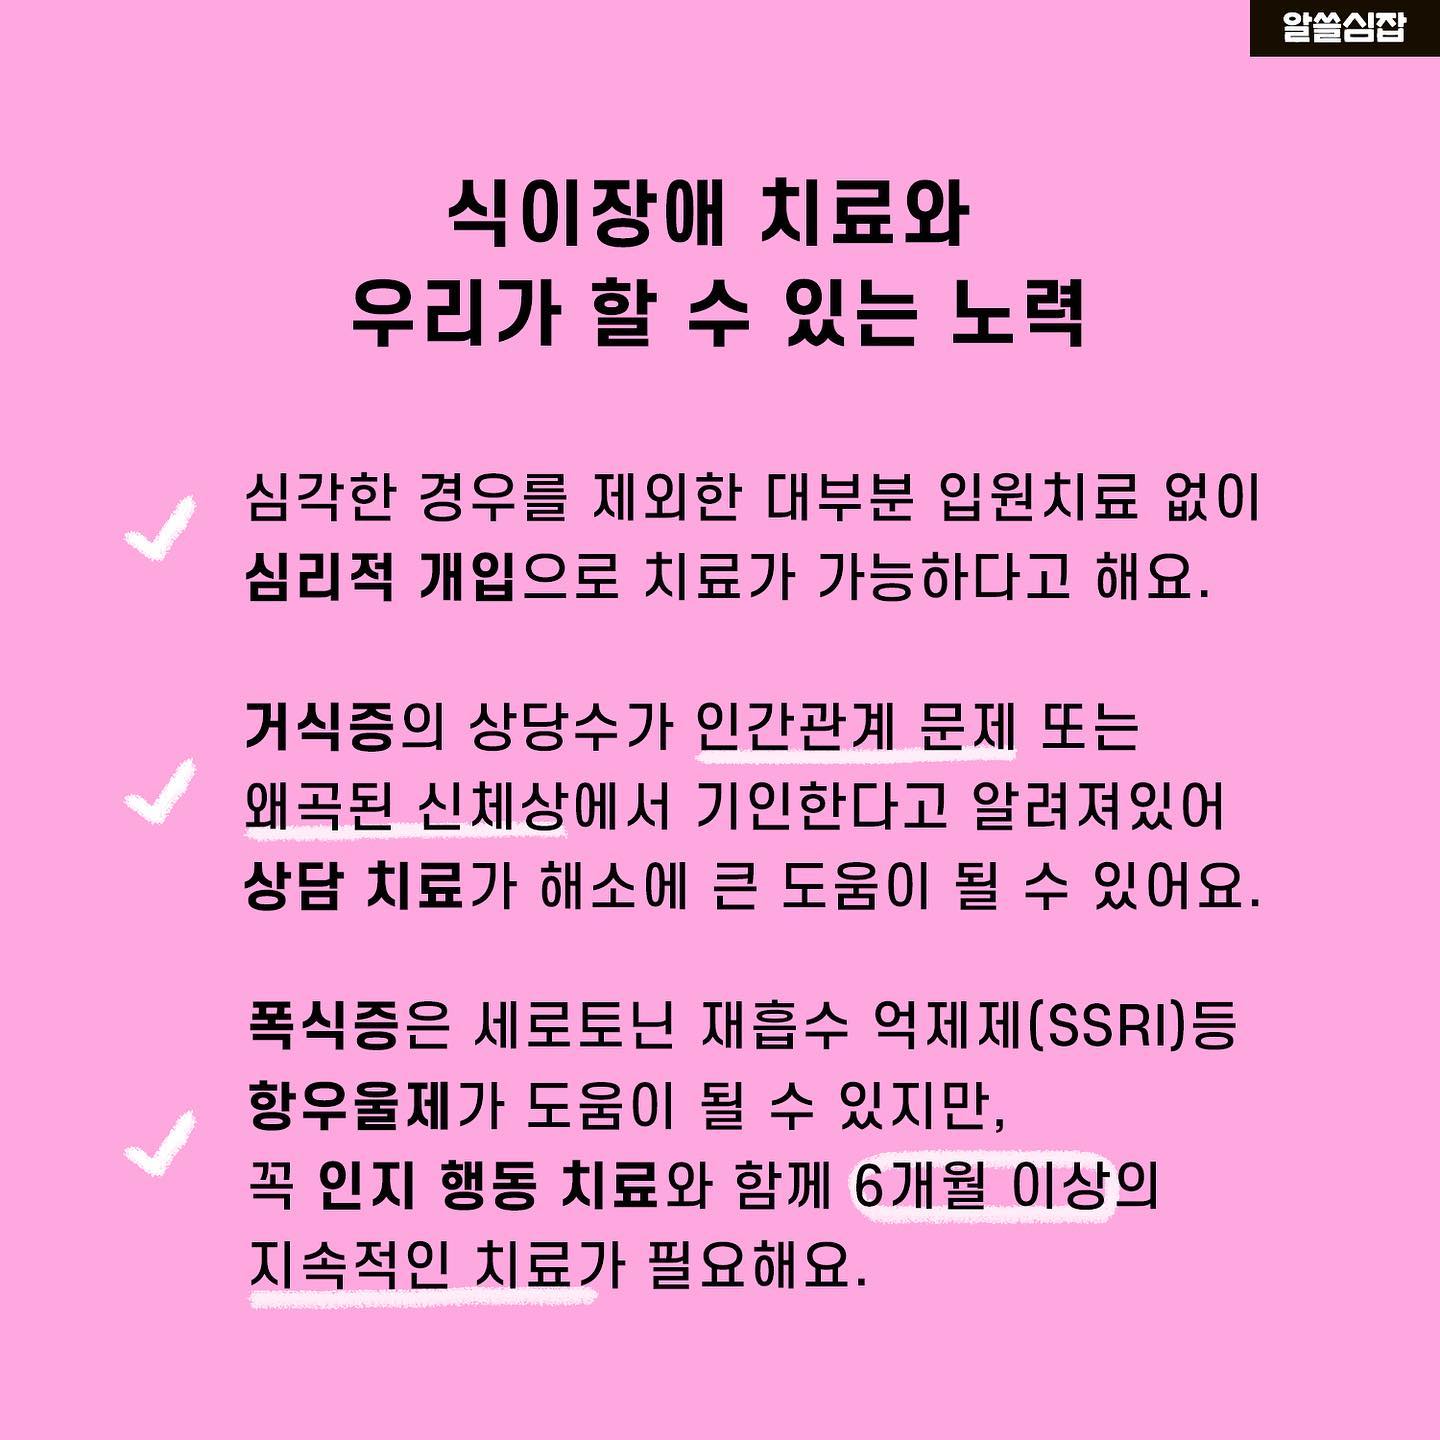 알쓸심잡
식이장애 치료와
우리가 할 수 있는 노력
심각한 경우를 제외한 대부분 입원치료 없이
심리적 개입으로 치료가 가능하다고 해요.
거식증의 상당수가 인간관계 문제 또는
왜곡된 신체상에서 기인한다고 알려져있어
상담 치료가 해소에 큰 도움이 될 수 있어요.
폭식증은 세로토닌 재흡수 억제제(SSRI)등
항우울제가 도움이 될 수 있지만,
꼭 인지 행동 치료와 함께 6개월 이상의
지속적인 치료가 필요해요.